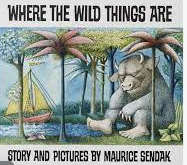 WHERE THE WILD THINGS ARE
STORY AND PICTURES BY MAURICE SENDAK